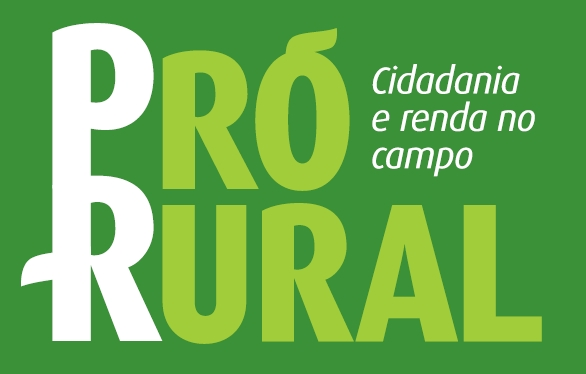 PRÓ
RURAL
Cidadania
e renda no
campo